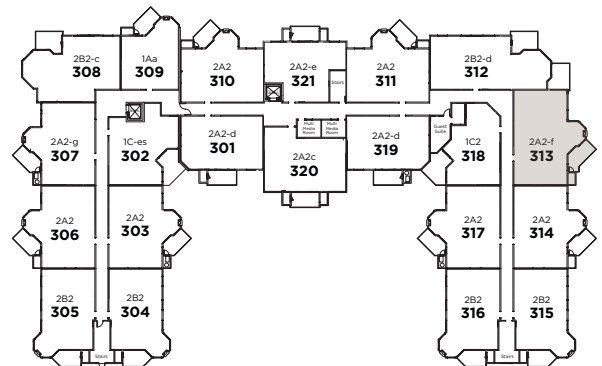 2B2-c
308
1Aa
309
2A2
310
2A2-e
321
Stairs
2A2
311
2B2-d
312
2A2-g
307
1C-es
302
2A2-d
301
Multi
Media
Room
Multi
Media
Room
2A2-d
319
Guest
Suite
1C2
318
2A2-f
313
2A2c
320
2A2
306
2A2
303
2A2
317
2A2
314
2B2
305
2B2
304
2B2
316
2B2
315
Stairs
Stairs